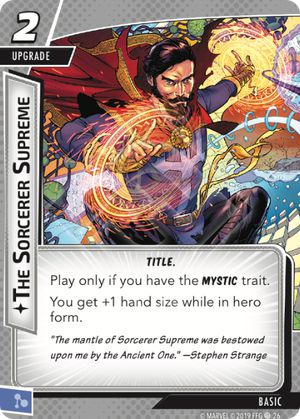 2
UPGRADE
THE SORCERER SUPREME
TITLE.
Play only if you have the MYSTIC trait.
You get +1 hand size while in hero
form.
"The mantle of Sorcerer Supreme was bestowed
upon me by the Ancient One." —Stephen Strange
BASIC
© MARVEL © 2019 FFG 26